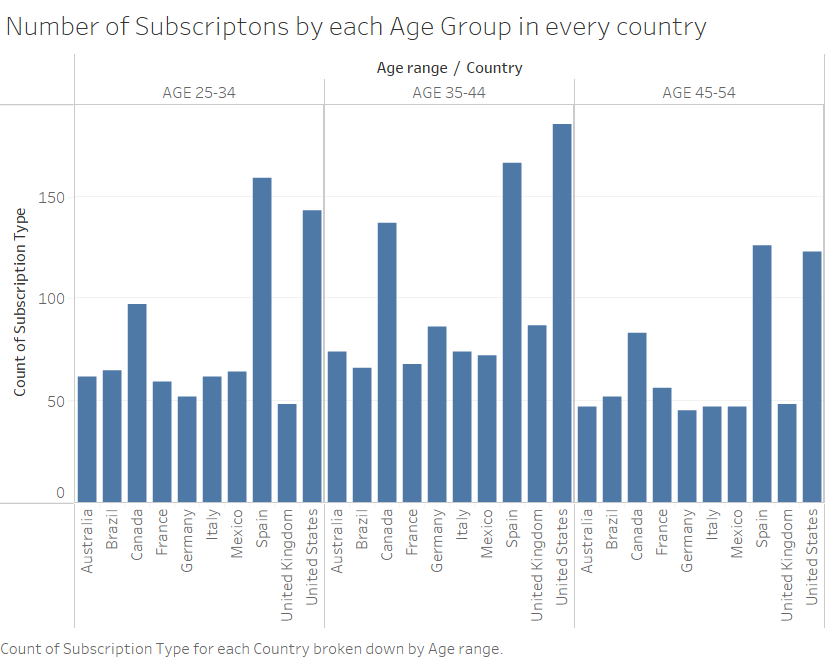 Number of Subscriptons by each Age Group in every country
Age range / Country
AGE 25-34 AGE 35-44 AGE 45-54
Count of Subscription Type
150
100
50
0
Australia Brazil Canada France Germany Italy Mexico Spain United Kingdom United States Australia Brazil Canada France Germany Italy Mexico Spain United Kingdom United States Australia Brazil Canada France Germany Italy Mexico Spain United Kingdom United States
Count of Subscription Type for each Country broken down by Age range.